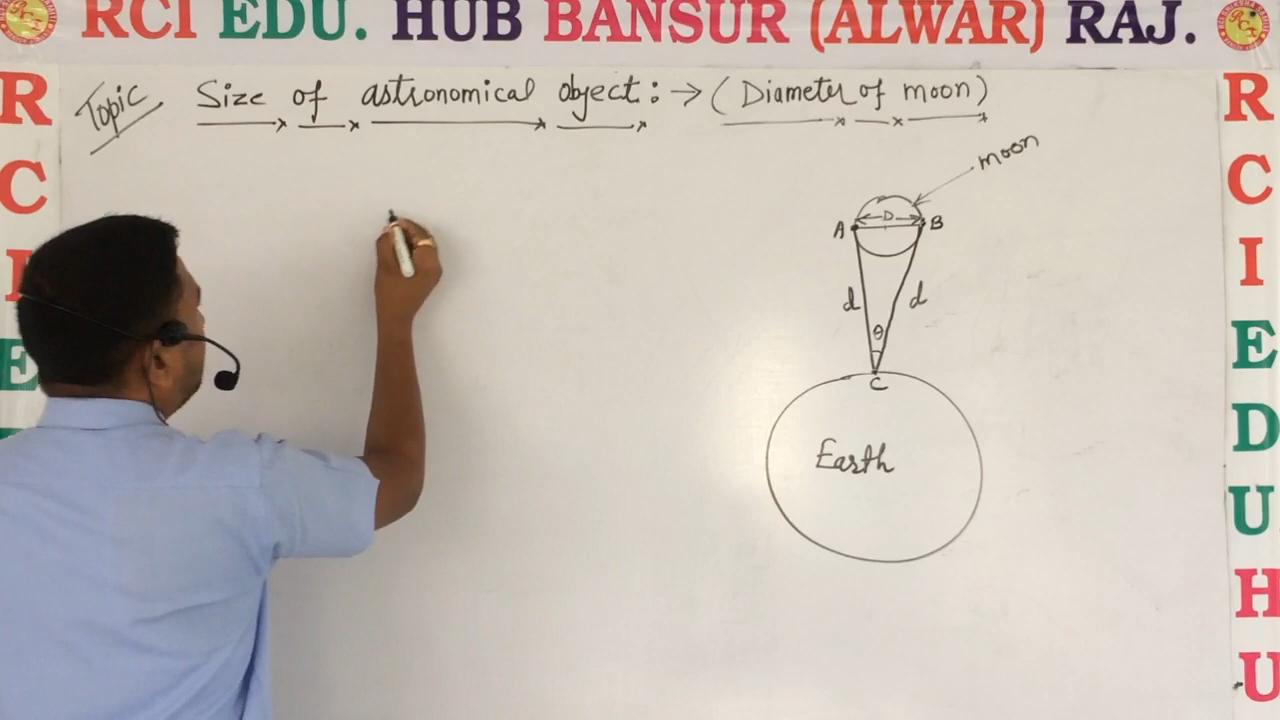 RCI EDU. HUB BANSUR (ALWAR) RAJ.
Topic Size of astronomical object :→ (Diameter of moon)
moon
A D B
d d
θ
C
Earth
R
C
I
E
R
C
I
E
D
U
H
U